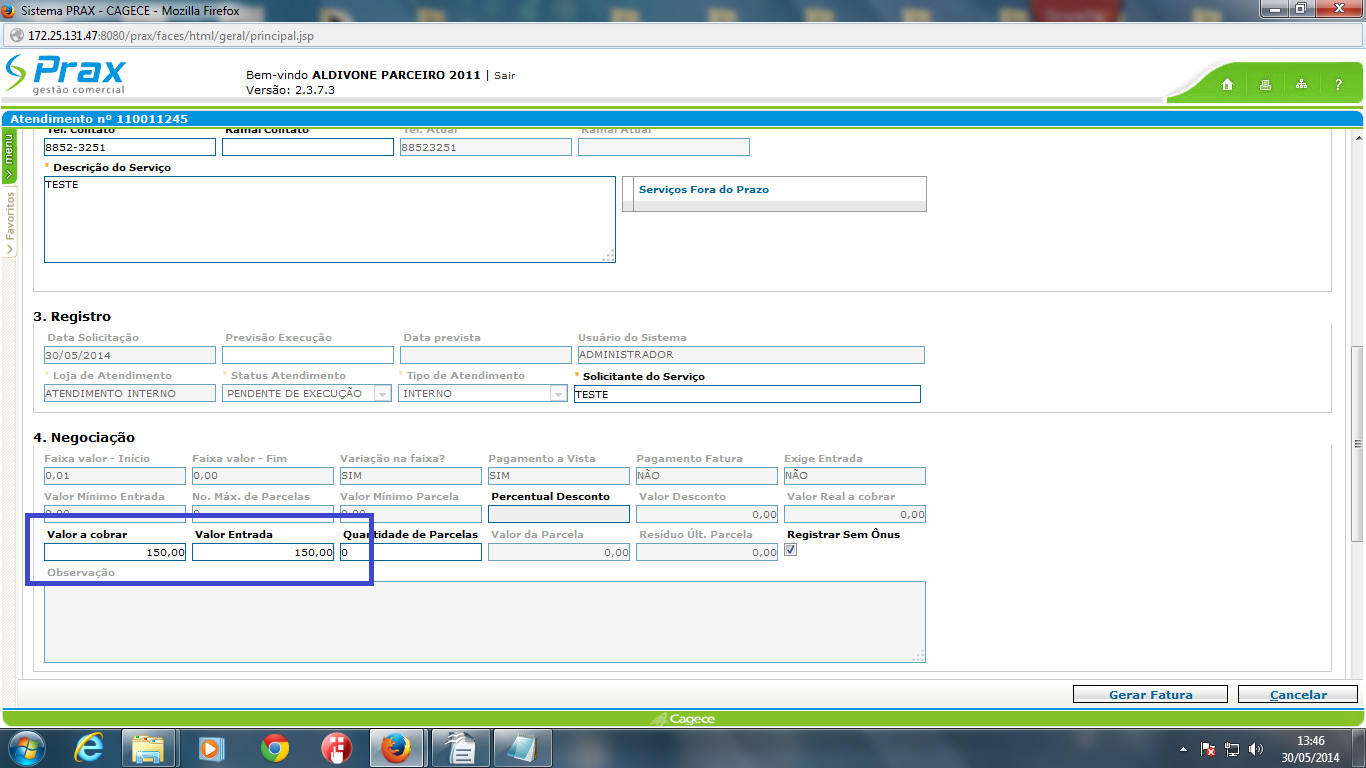 Sistema PRAX - CAGECE - Mozilla Firefox
172.25.131.47:8080/prax/faces/html/geral/principal.jsp
Prax
gestão comercial
Bem-vindo ALDIVONE PARCEIRO 2011 | Sair
Versão: 2.3.7.3
?
Atendimento nº 110011245
menu
Favoritos
Tel. Contato Ramal Contato Tel. Atual Ramal Atual
8852-3251 88523251
* Descrição do Serviço
TESTE
Serviços Fora do Prazo
3. Registro
Data Solicitação Previsão Execução Data prevista Usuário do Sistema
30/05/2014 ADMINISTRADOR
* Loja de Atendimento * Status Atendimento * Tipo de Atendimento * Solicitante do Serviço
ATENDIMENTO INTERNO PENDENTE DE EXECUÇÃO INTERNO TESTE
4. Negociação
Faixa valor - Início Faixa valor - Fim Variação na faixa? Pagamento a Vista Pagamento Fatura Exige Entrada
0,01 0,00 SIM SIM NÃO NÃO
Valor Mínimo Entrada No. Máx. de Parcelas Valor Mínimo Parcela Percentual Desconto Valor Desconto Valor Real a cobrar
0,00 0 0,00 0,00 0,00
Valor a cobrar Valor Entrada Quantidade de Parcelas Valor da Parcela Resíduo Últ. Parcela Registrar Sem Ônus
150,00 150,00 0 0,00 0,00
Observação
Gerar Fatura Cancelar
Cagece
13:46
30/05/2014